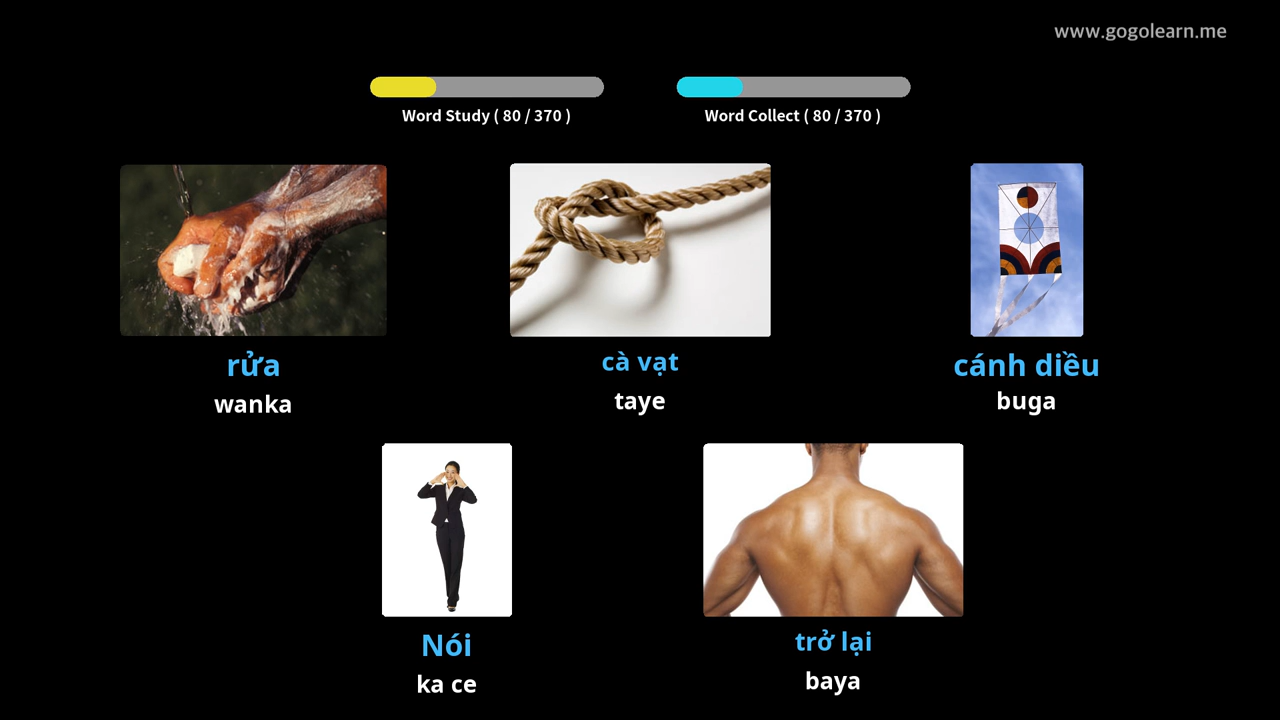 www.gogolearn.me
Word Study ( 80 / 370 )
Word Collect ( 80 / 370 )
rửa
wanka
cà vạt
taye
cánh diều
buga
Nói
ka ce
trở lại
baya